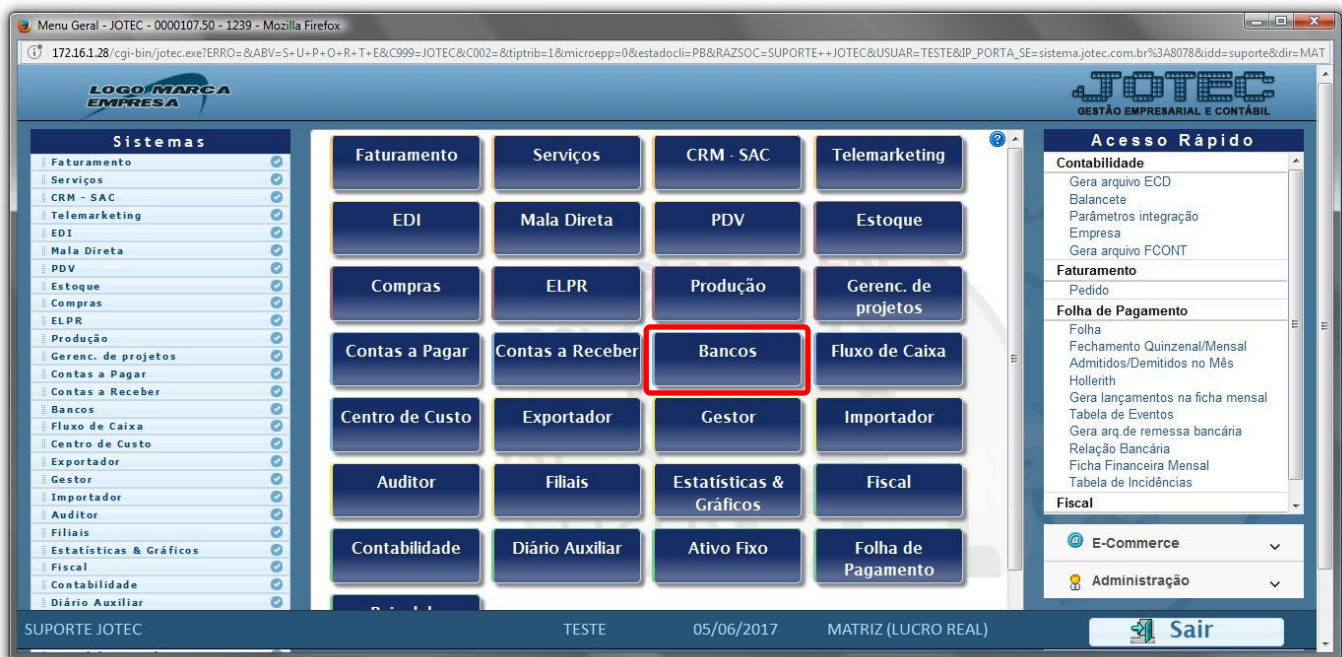 Menu Geral - JOTEC - 0000107.50 - 1239 - Mozilla Firefox
172.16.1.28/cgi-bin/jotec.exe?ERRO=&ABV=S+U+P+O+R+T+E&C999=JOTEC&C002=&tiptrib=1&microepp=0&estadocli=PB&RAZSOC=SUPORTE++JOTEC&USUAR=TESTE&IP_PORTA_SE=sistema.jotec.com.br%3A8078&idd=suporte&dir=MAT
LOGO MARCA
EMPRESA
JOTEC
GESTÃO EMPRESARIAL E CONTÁBIL
Sistemas
Faturamento
Serviços
CRM - SAC
Telemarketing
EDI
Mala Direta
PDV
Estoque
Compras
ELPR
Produção
Gerenc. de projetos
Contas a Pagar
Contas a Receber
Bancos
Fluxo de Caixa
Centro de Custo
Exportador
Gestor
Importador
Auditor
Filiais
Estatísticas & Gráficos
Fiscal
Contabilidade
Diário Auxiliar
Faturamento
Serviços
CRM - SAC
Telemarketing
EDI
Mala Direta
PDV
Estoque
Compras
ELPR
Produção
Gerenc. de
projetos
Contas a Pagar
Contas a Receber
Bancos
Fluxo de Caixa
Centro de Custo
Exportador
Gestor
Importador
Auditor
Filiais
Estatísticas &
Gráficos
Fiscal
Contabilidade
Diário Auxiliar
Ativo Fixo
Folha de
Pagamento
Acesso Rápido
Contabilidade
Gera arquivo ECD
Balancete
Parâmetros integração
Empresa
Gera arquivo FCONT
Faturamento
Pedido
Folha de Pagamento
Folha
Fechamento Quinzenal/Mensal
Admitidos/Demitidos no Mês
Hollerith
Gera lançamentos na ficha mensal
Tabela de Eventos
Gera arq.de remessa bancária
Relação Bancária
Ficha Financeira Mensal
Tabela de Incidências
Fiscal
E-Commerce
Administração
SUPORTE JOTEC
TESTE
05/06/2017
MATRIZ (LUCRO REAL)
Sair